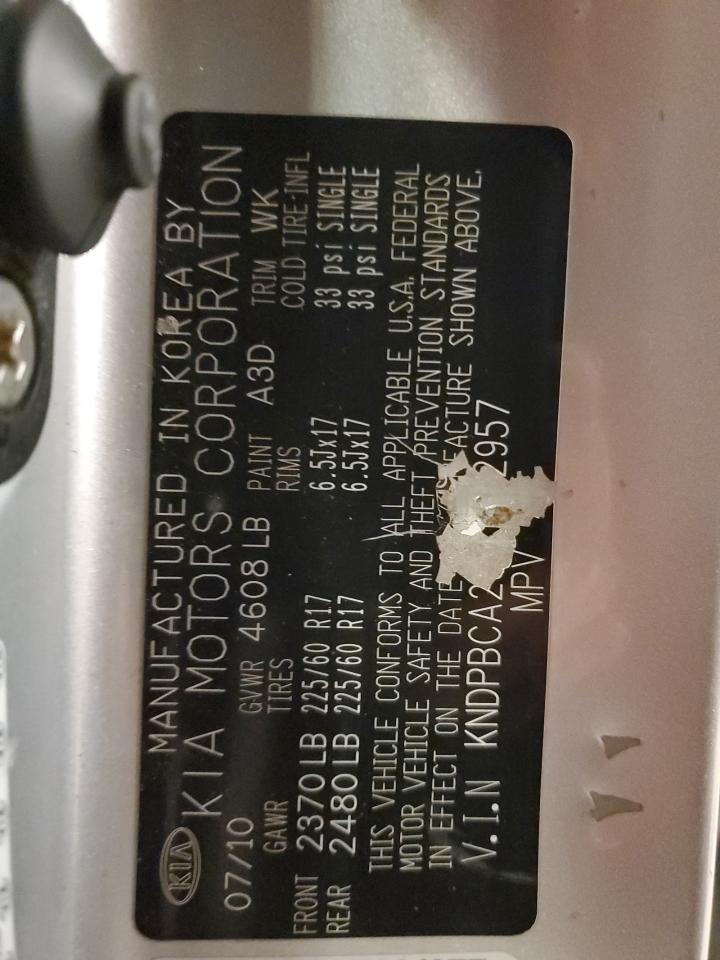 MANUFACTURED IN KOREA BY
KIA KIA MOTORS CORPORATION
07/10 GVWR 4608 LB PAINT A3D TRIM WK
GAWR TIRES RIMS COLD TIRE INFL
FRONT 2370 LB 225/60 R17 6.5Jx17 33 psi SINGLE
REAR 2480 LB 225/60 R17 6.5Jx17 33 psi SINGLE
THIS VEHICLE CONFORMS TO ALL APPLICABLE U.S.A. FEDERAL
MOTOR VEHICLE SAFETY AND THEFT PREVENTION STANDARDS
IN EFFECT ON THE DATE FACTURE SHOWN ABOVE.
V.I.N KNDPBCA2 2957
MPV